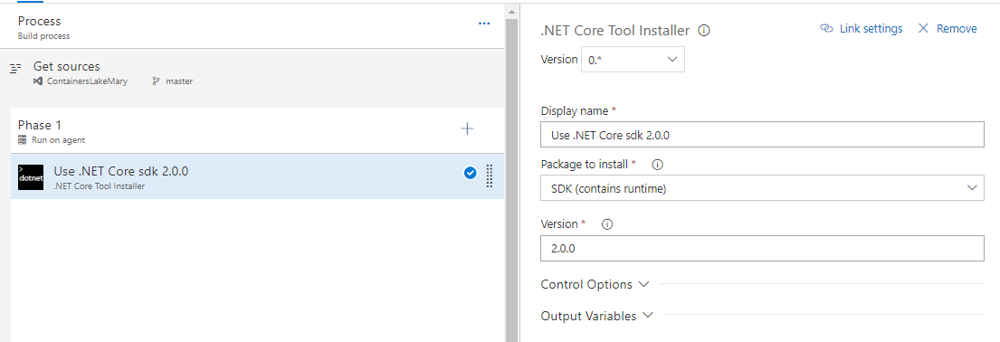 Process
Build process
Get sources
ContainersLakeMary master
Phase 1
Run on agent
dotnet
Use .NET Core sdk 2.0.0
.NET Core Tool Installer
.NET Core Tool Installer
Link settings
Remove
Version 0.*
Display name *
Use .NET Core sdk 2.0.0
Package to install *
SDK (contains runtime)
Version *
2.0.0
Control Options
Output Variables